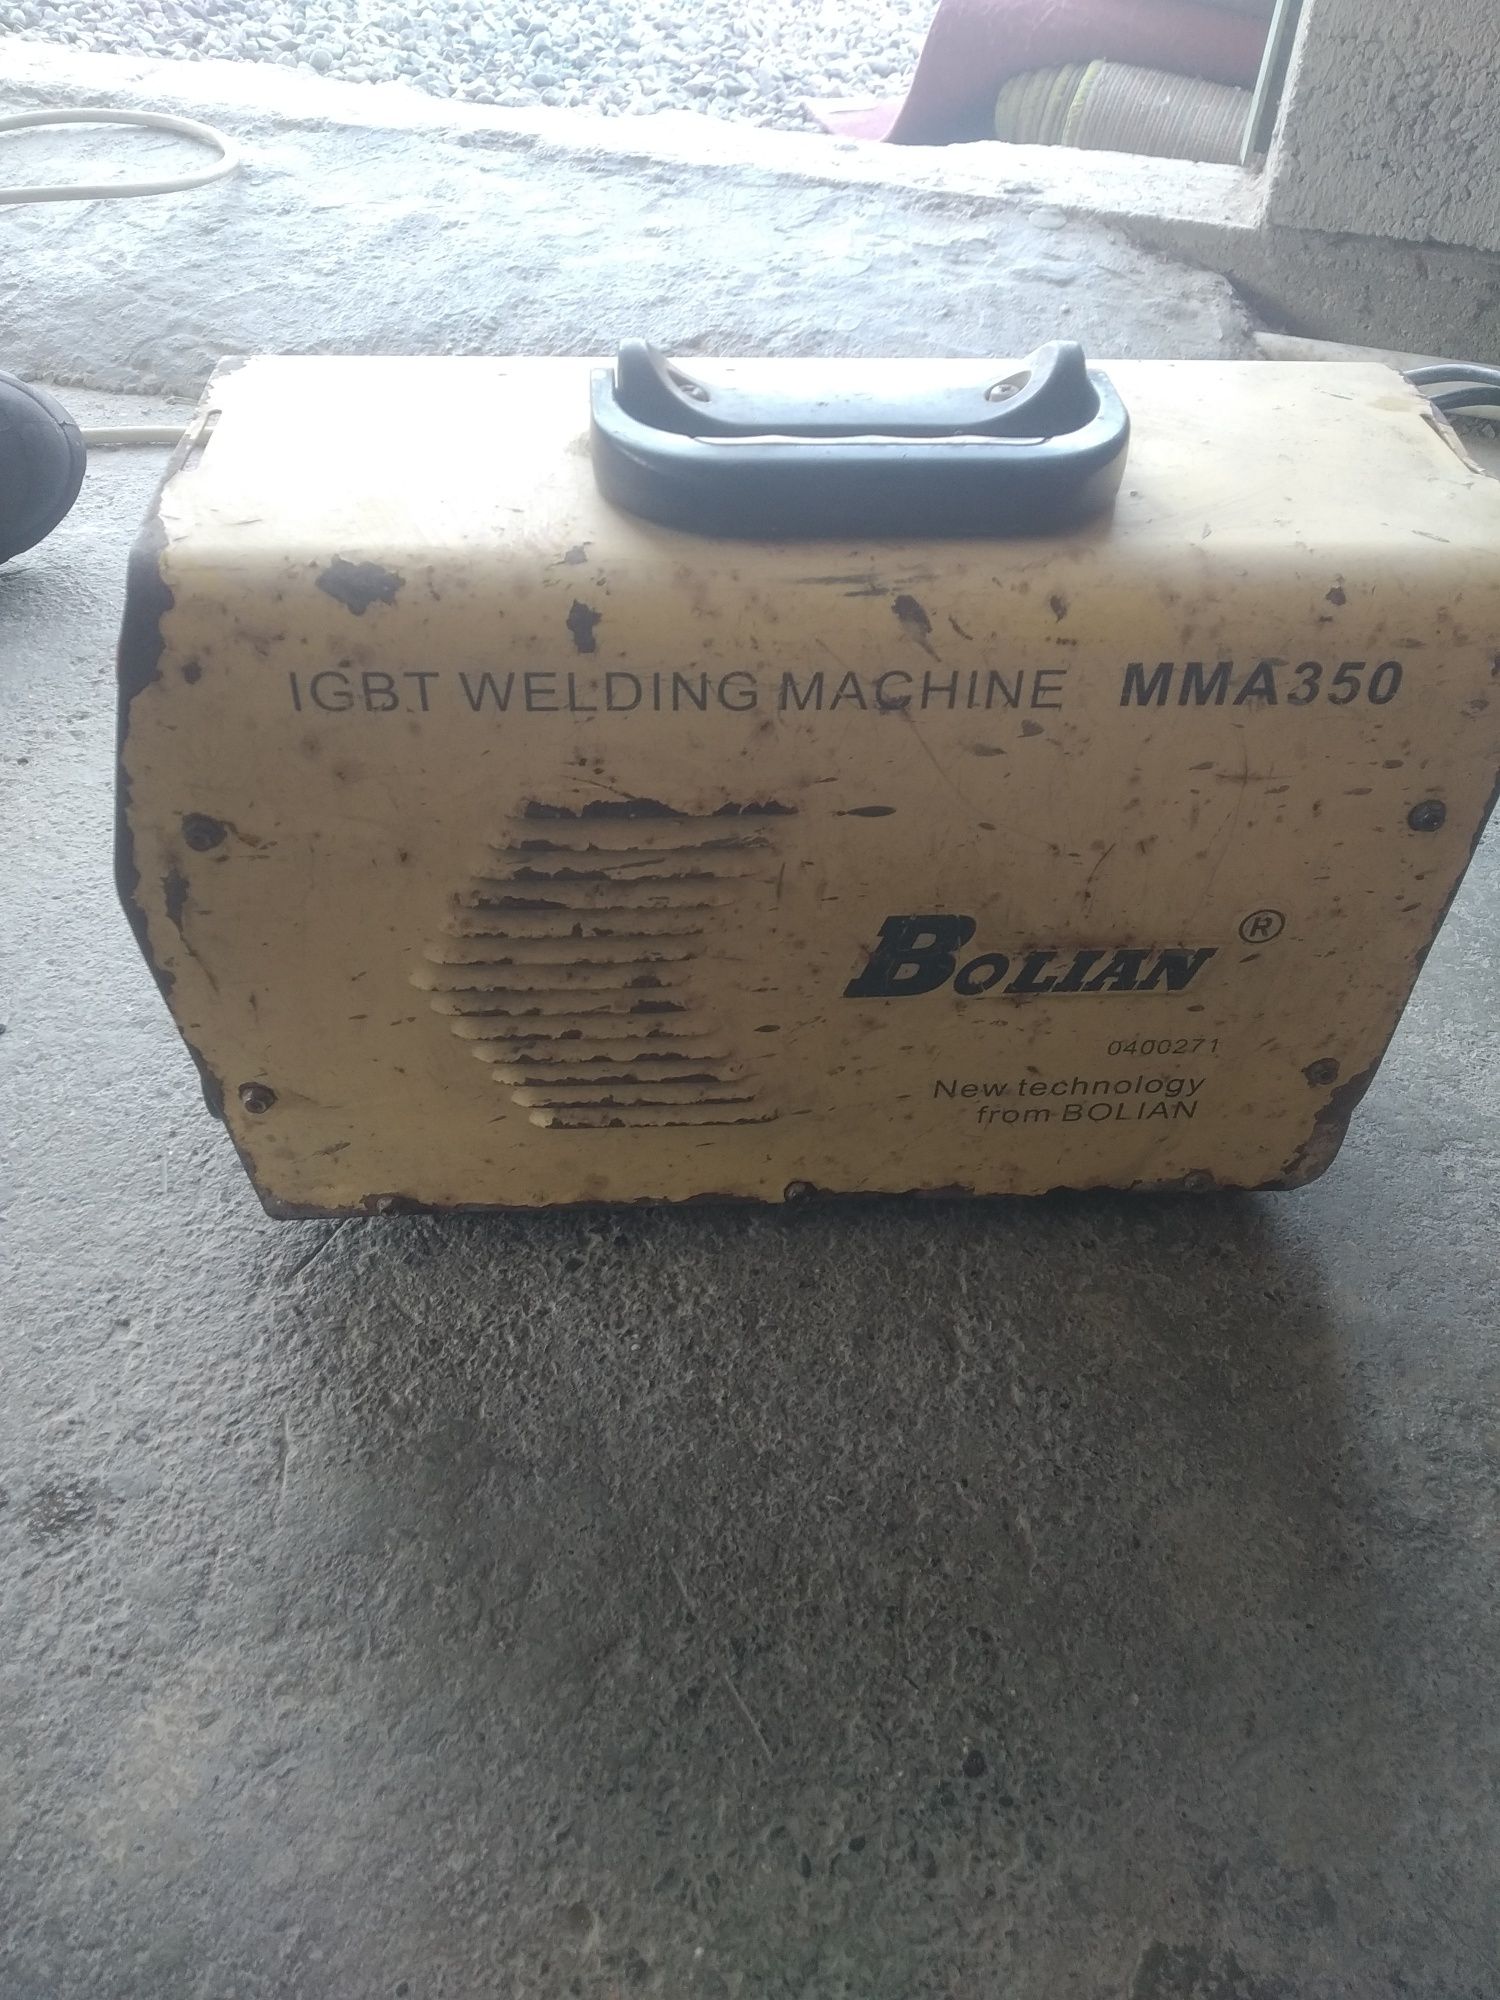 IGBT WELDING MACHINE MMA350
BOLIAN ®
0400271
New technology
from BOLIAN